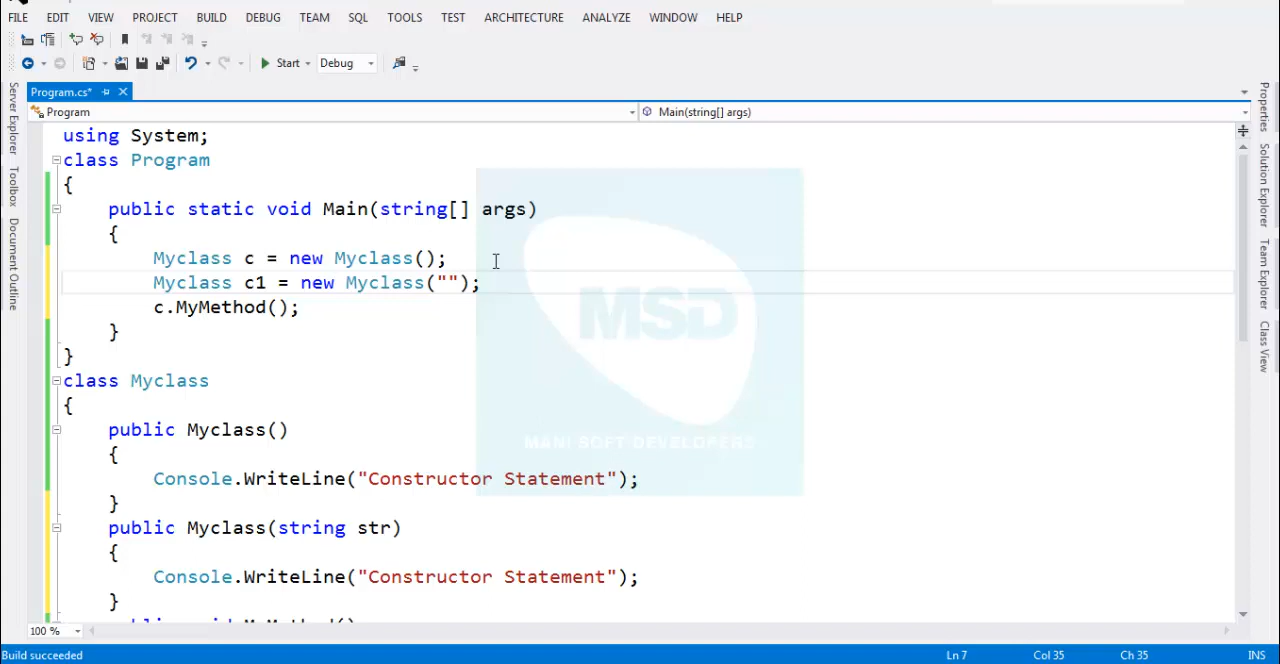 FILE EDIT VIEW PROJECT BUILD DEBUG TEAM SQL TOOLS TEST ARCHITECTURE ANALYZE WINDOW HELP
Start Debug
Program.cs*
Program Main(string[] args)
using System;
class Program
{
public static void Main(string[] args)
{
Myclass c = new Myclass();
Myclass c1 = new Myclass("");
c.MyMethod();
}
}
class Myclass
{
public Myclass()
{
Console.WriteLine("Constructor Statement");
}
public Myclass(string str)
{
Console.WriteLine("Constructor Statement");
}
MSD
MANI SOFT DEVELOPERS
Server Explorer
Toolbox
Document Outline
Properties
Solution Explorer
Team Explorer
Class View
100 %
Build succeeded Ln 7 Col 35 Ch 35 INS